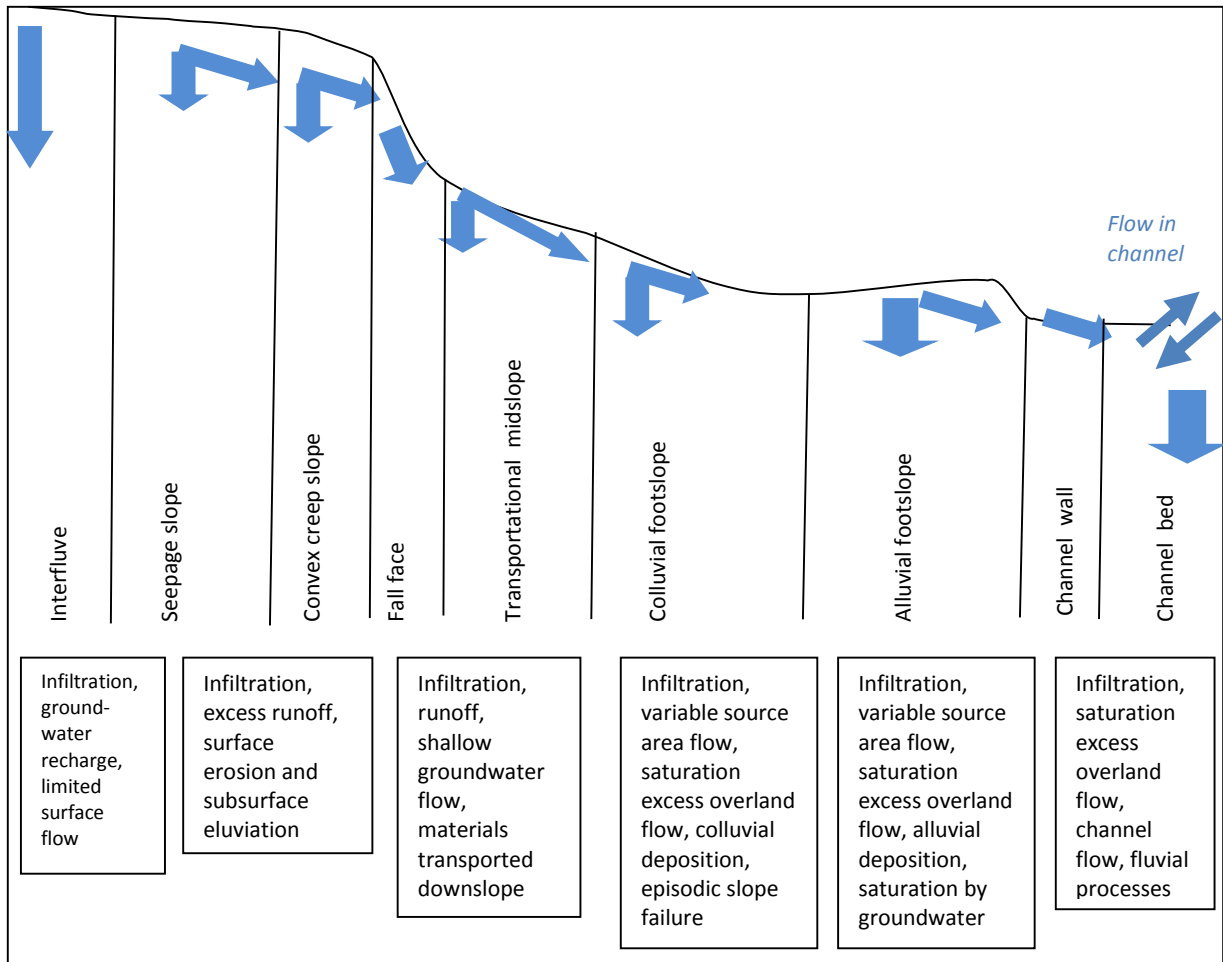 Flow in
channel
Interfluve
Seepage slope
Convex creep slope
Fall face
Transportational midslope
Colluvial footslope
Alluvial footslope
Channel wall
Channel bed
Infiltration,
ground-
water
recharge,
limited
surface
flow
Infiltration,
excess runoff,
surface
erosion and
subsurface
eluviation
Infiltration,
runoff,
shallow
groundwater
flow,
materials
transported
downslope
Infiltration,
variable source
area flow,
saturation
excess overland
flow, colluvial
deposition,
episodic slope
failure
Infiltration,
variable source
area flow,
saturation
excess overland
flow, alluvial
deposition,
saturation by
groundwater
Infiltration,
saturation
excess
overland
flow,
channel
flow, fluvial
processes